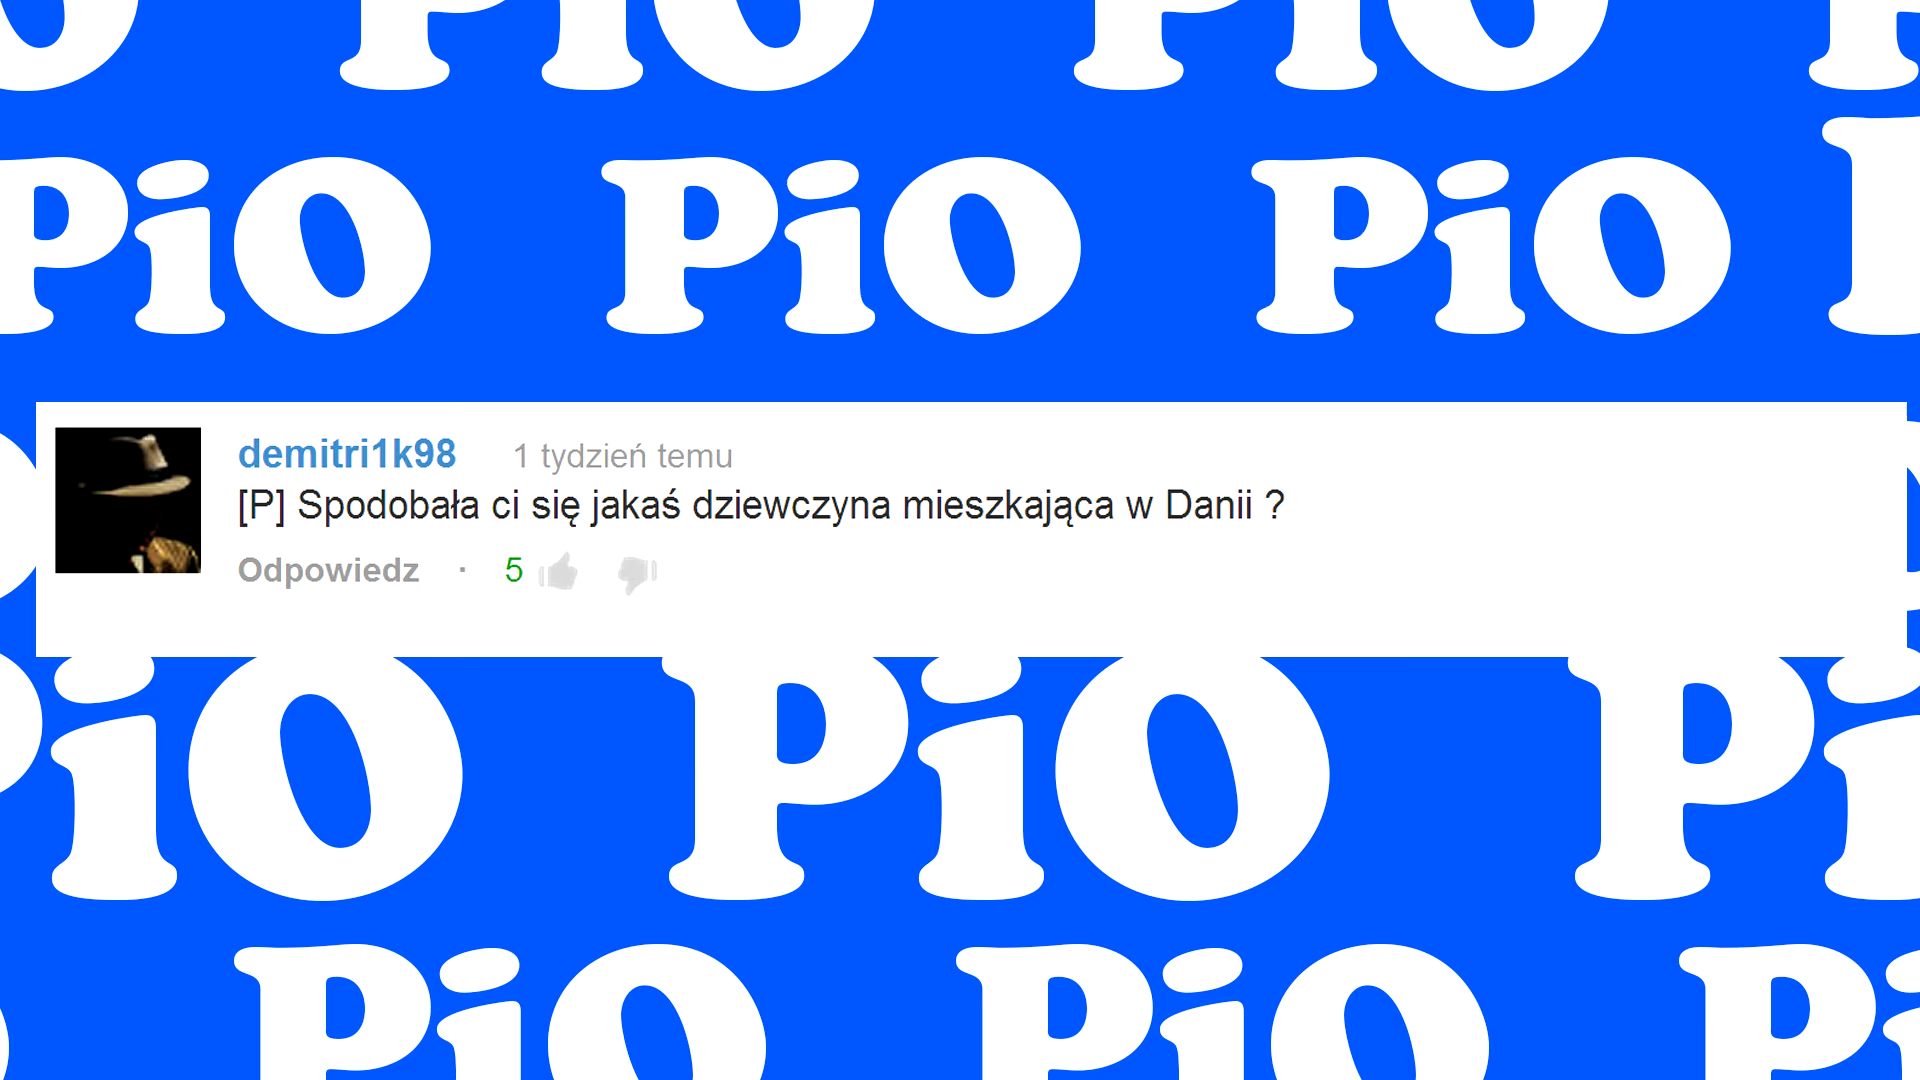 PiO PiO PiO P
PiO PiO PiO P
demitri1k98 1 tydzień temu
[P] Spodobała ci się jakaś dziewczyna mieszkająca w Danii ?
Odpowiedz · 5
PiO PiO Pi
PiO PiO Pi